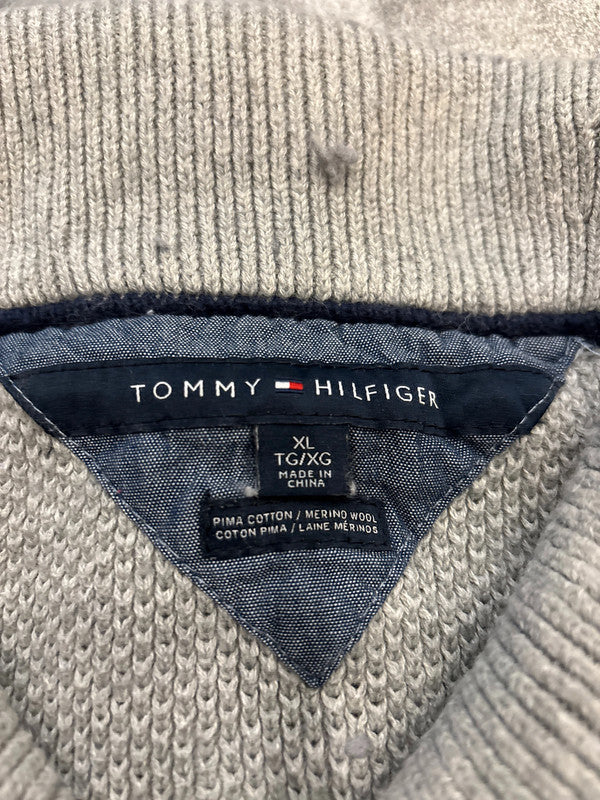 TOMMY HILFIGER
XL
TG/XG
MADE IN
CHINA
PIMA COTTON / MERINO WOOL
COTON PIMA / LAINE MÉRINOS